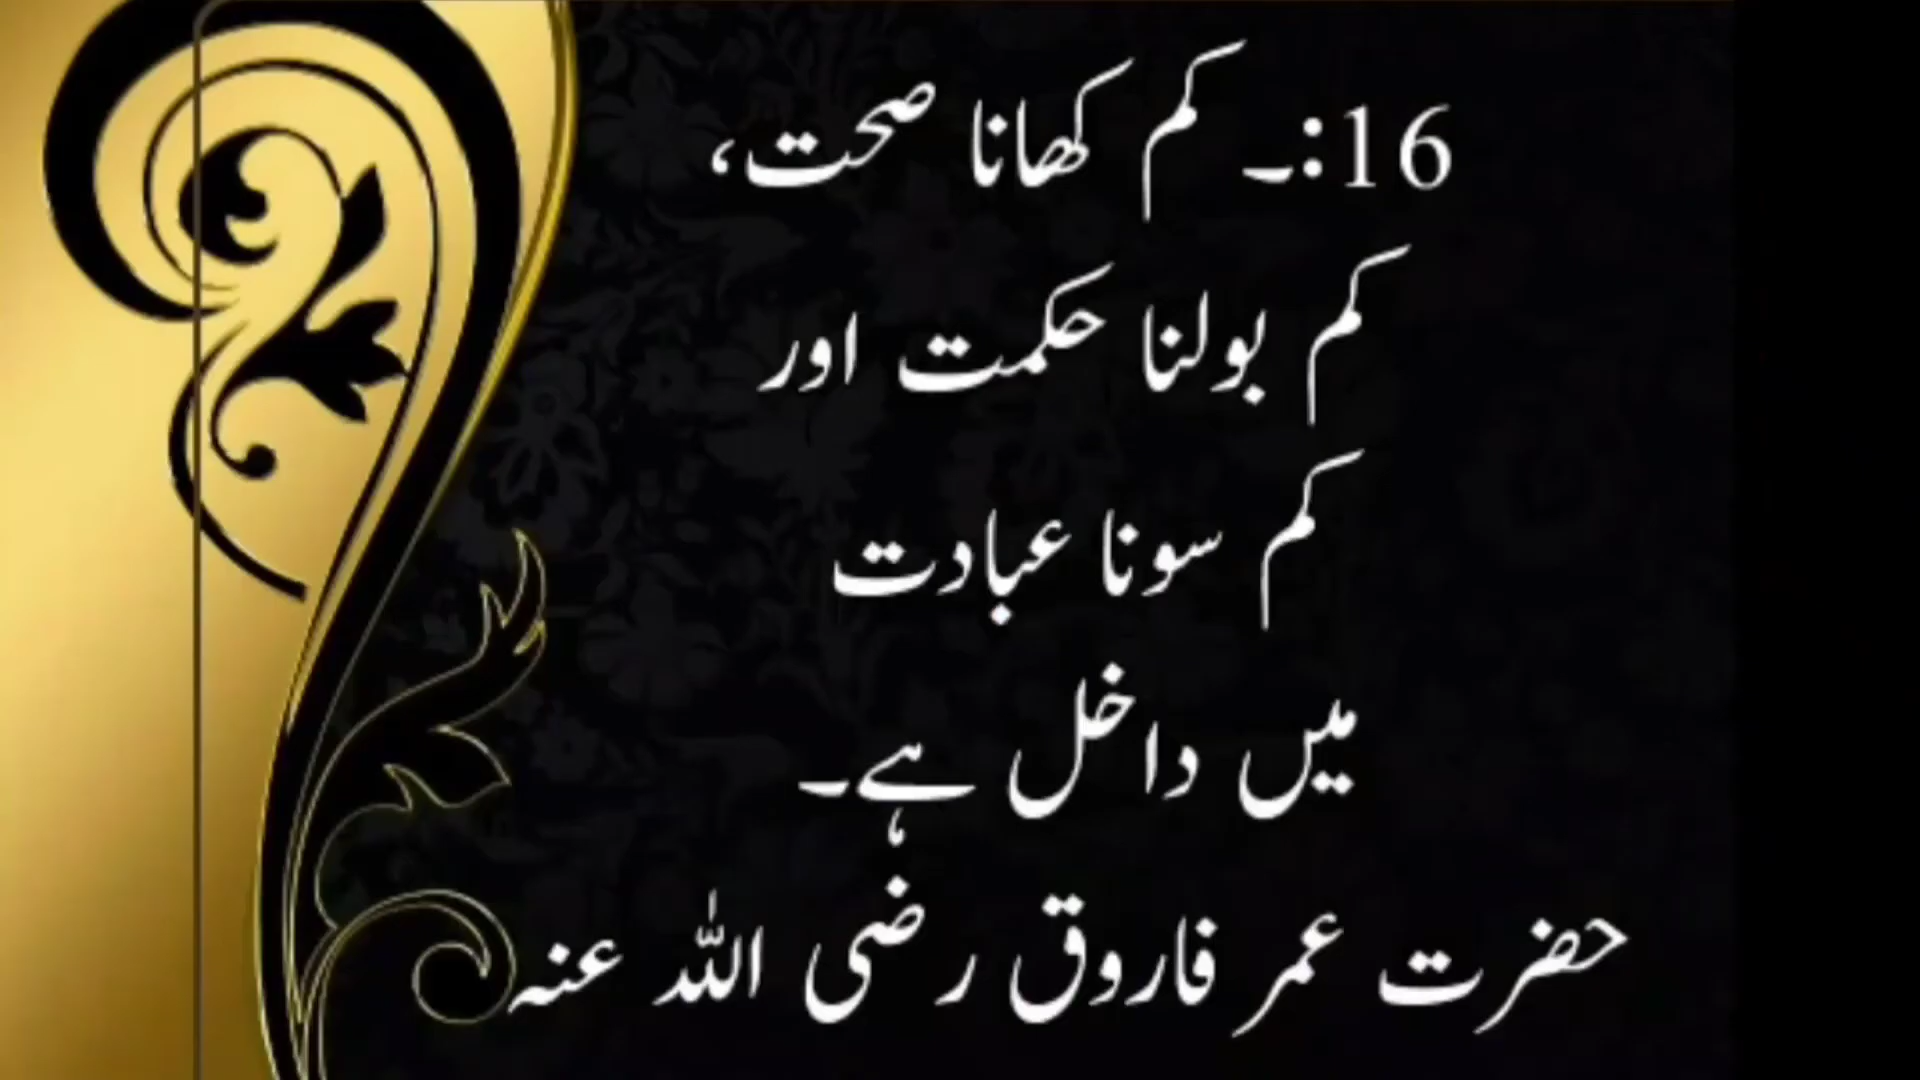 16:۔ کم کھانا صحت،
کم بولنا حکمت اور
کم سونا عبادت
میں داخل ہے۔
حضرت عمر فاروق رضی اللہ عنہ